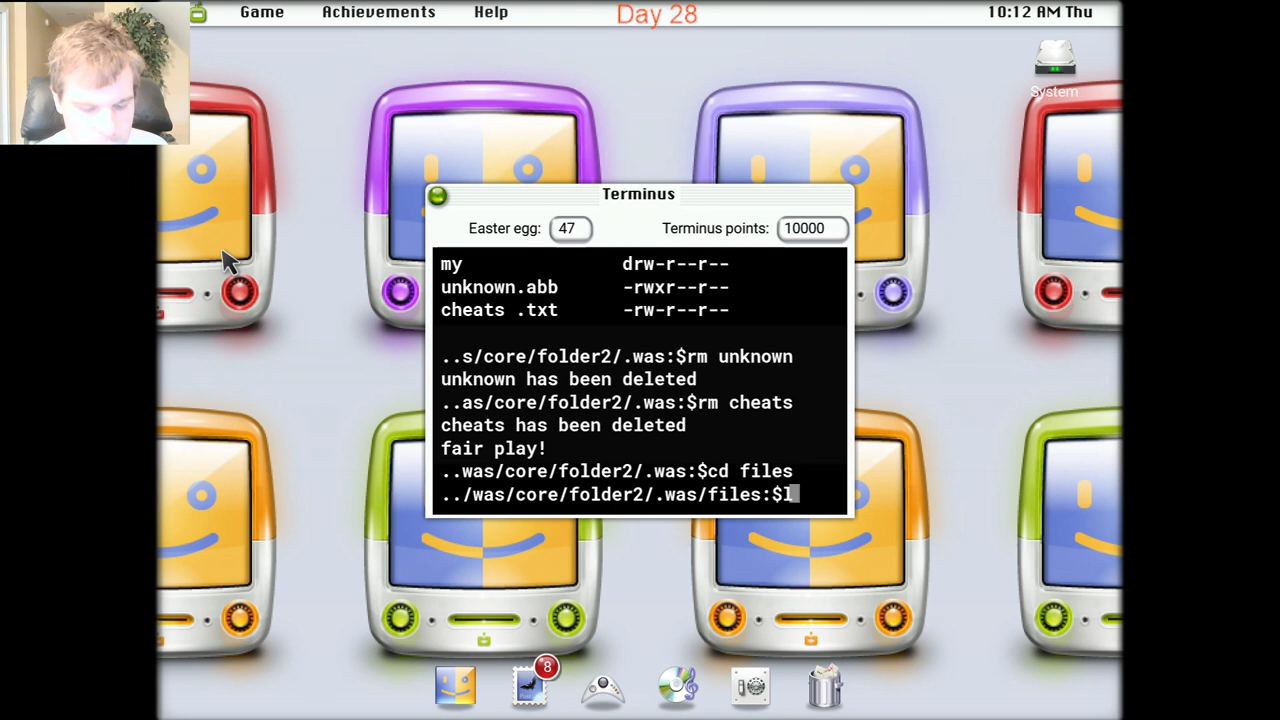 Game Achievements Help Day 28 10:12 AM Thu
System
Terminus
Easter egg: 47 Terminus points: 10000
my drw-r--r--
unknown.abb -rwxr--r--
cheats .txt -rw-r--r--
..s/core/folder2/.was:$rm unknown
unknown has been deleted
..as/core/folder2/.was:$rm cheats
cheats has been deleted
fair play!
..was/core/folder2/.was:$cd files
../was/core/folder2/.was/files:$l
8